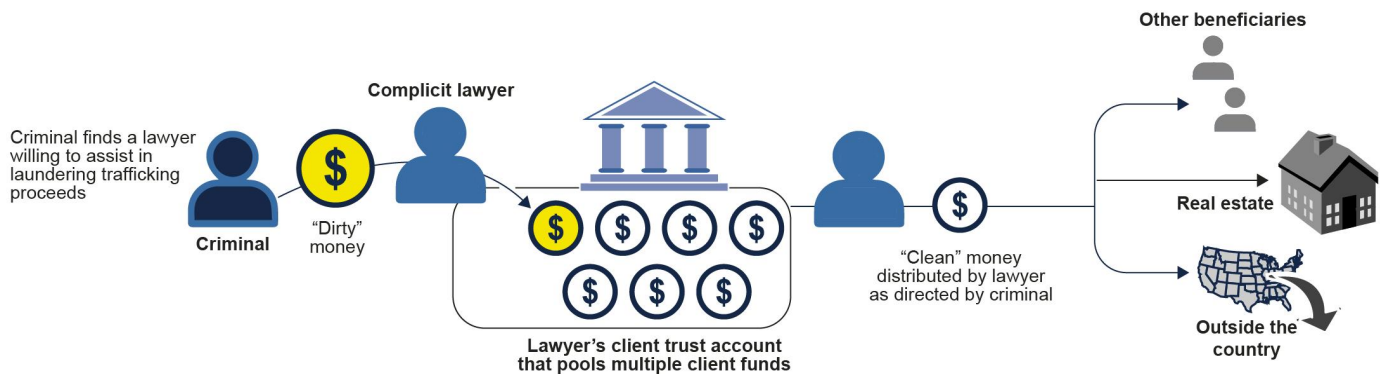 Criminal finds a lawyer
willing to assist in
laundering trafficking
proceeds
Criminal
$
“Dirty”
money
Complicit lawyer
$ $ $ $
$ $ $
Lawyer’s client trust account
that pools multiple client funds
$
“Clean” money
distributed by lawyer
as directed by criminal
Other beneficiaries
Real estate
Outside the
country